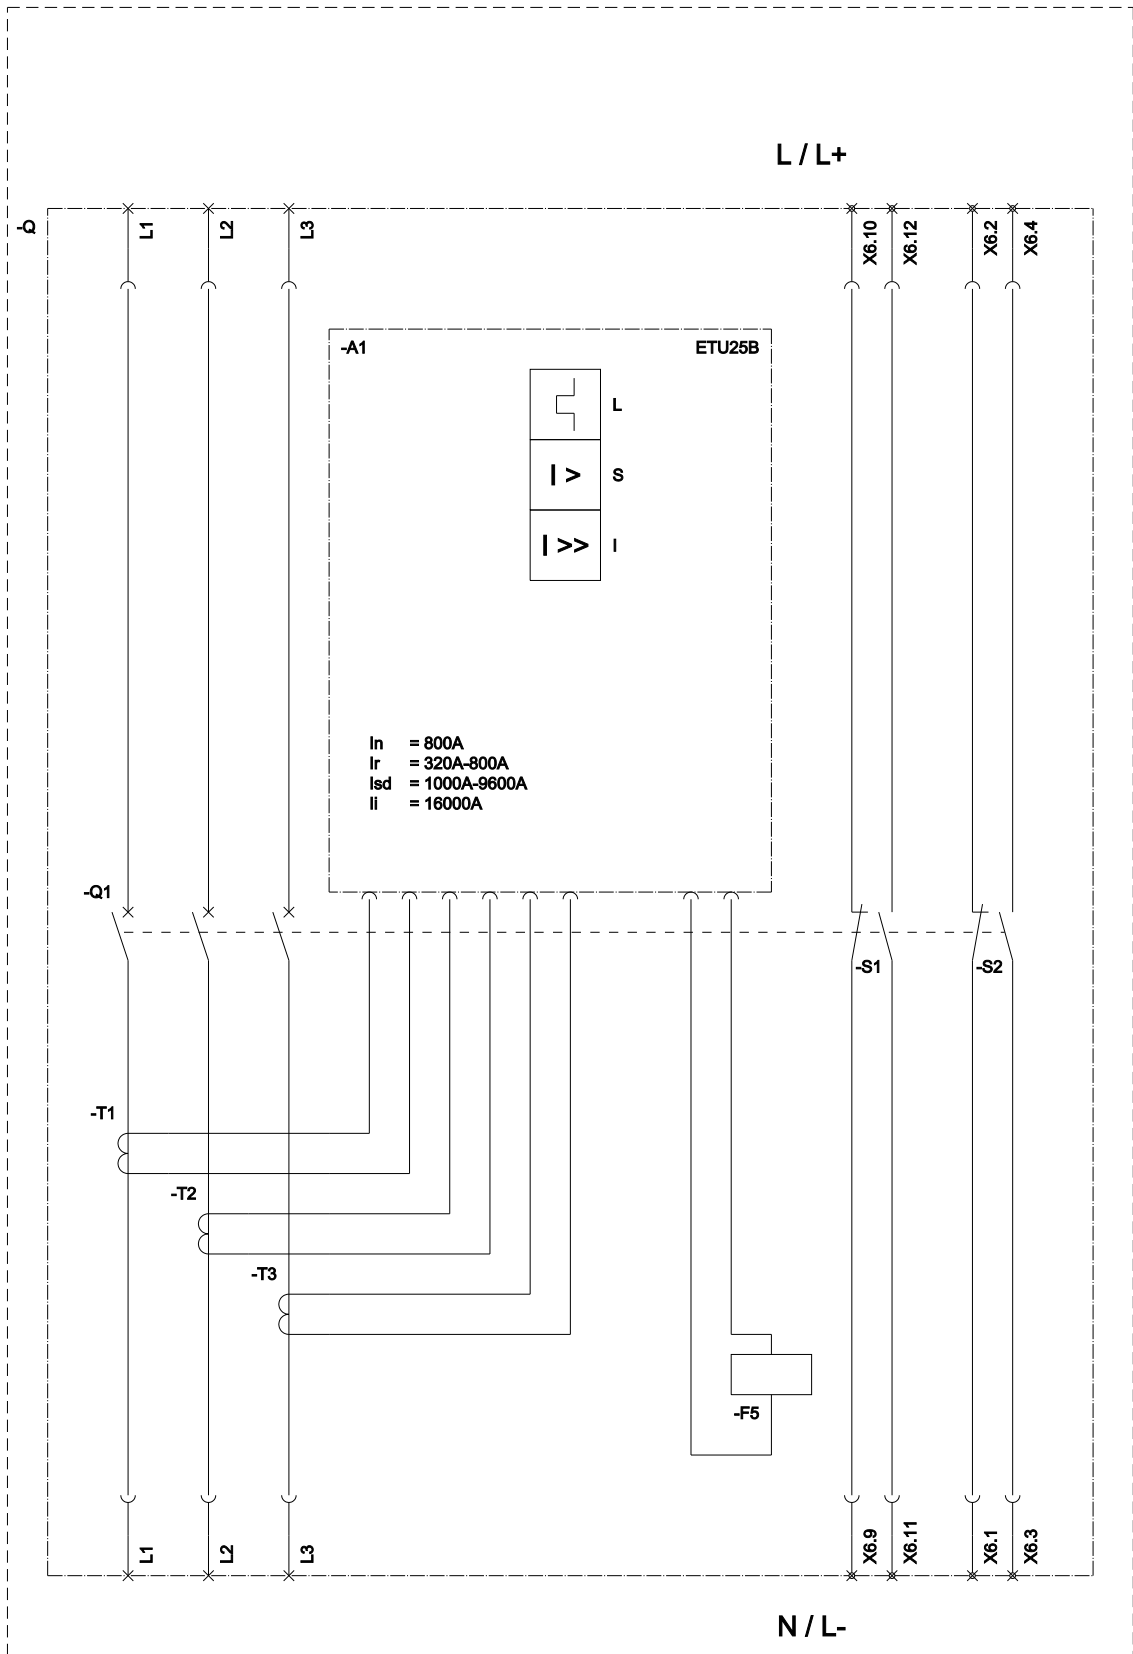 L / L+
-Q
L1
L2
L3
X6.10
X6.12
X6.2
X6.4
-A1
ETU25B
L
I >
S
I >>
I
In = 800A
Ir = 320A-800A
Isd = 1000A-9600A
Ii = 16000A
-Q1
-S1
-S2
-T1
-T2
-T3
-F5
L1
L2
L3
X6.9
X6.11
X6.1
X6.3
N / L-